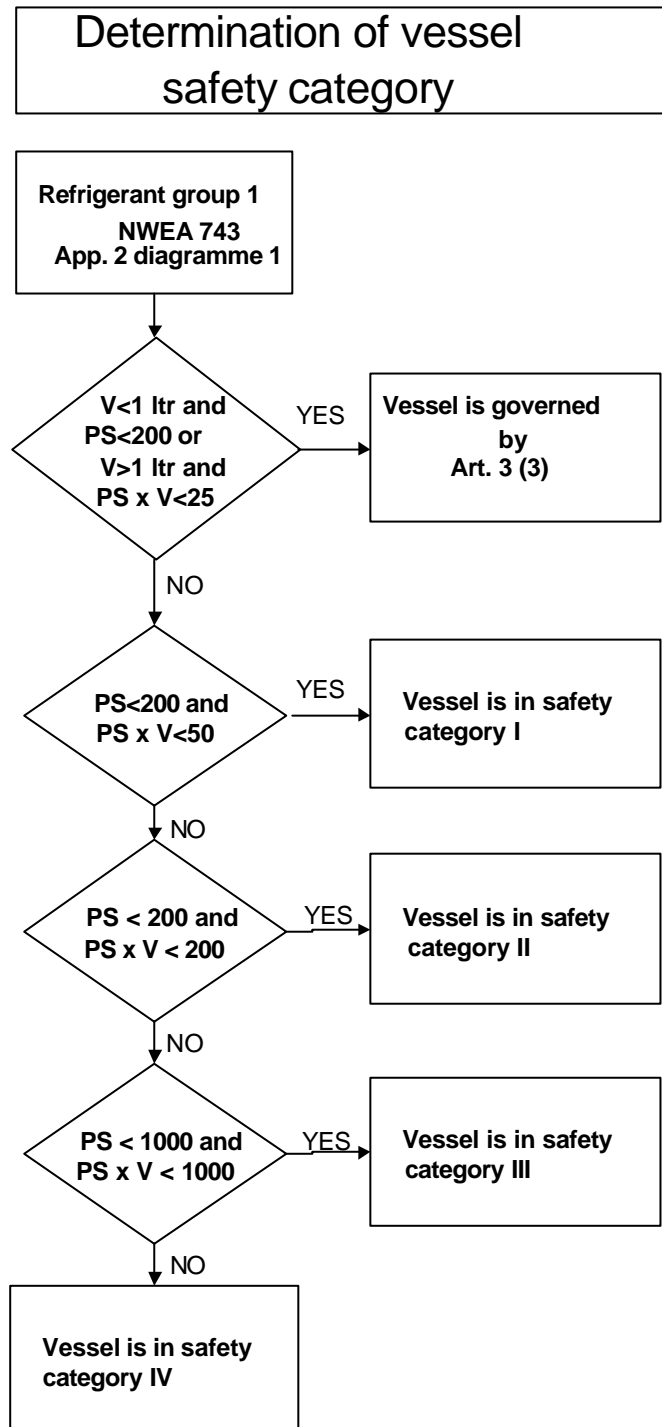 Determination of vessel
safety category
Refrigerant group 1
NWEA 743
App. 2 diagramme 1
V<1 ltr and
PS<200 or
V>1 ltr and
PS x V<25
YES
Vessel is governed
by
Art. 3 (3)
NO
PS<200 and
PS x V<50
YES
Vessel is in safety
category I
NO
PS < 200 and
PS x V < 200
YES
Vessel is in safety
category II
NO
PS < 1000 and
PS x V < 1000
YES
Vessel is in safety
category III
NO
Vessel is in safety
category IV